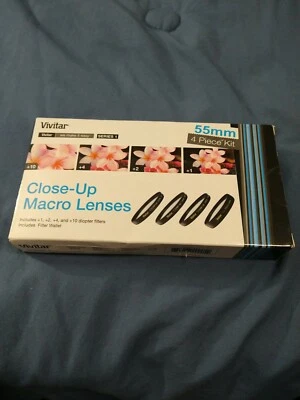 Vivitar
Vivitar
SERIES 1
55mm
4 Piece Kit
+10
+4
+2
+1
Close-Up
Macro Lenses
Includes +1, +2, +4, and +10 diopter filters
Includes: Filter Wallet
Vivitar